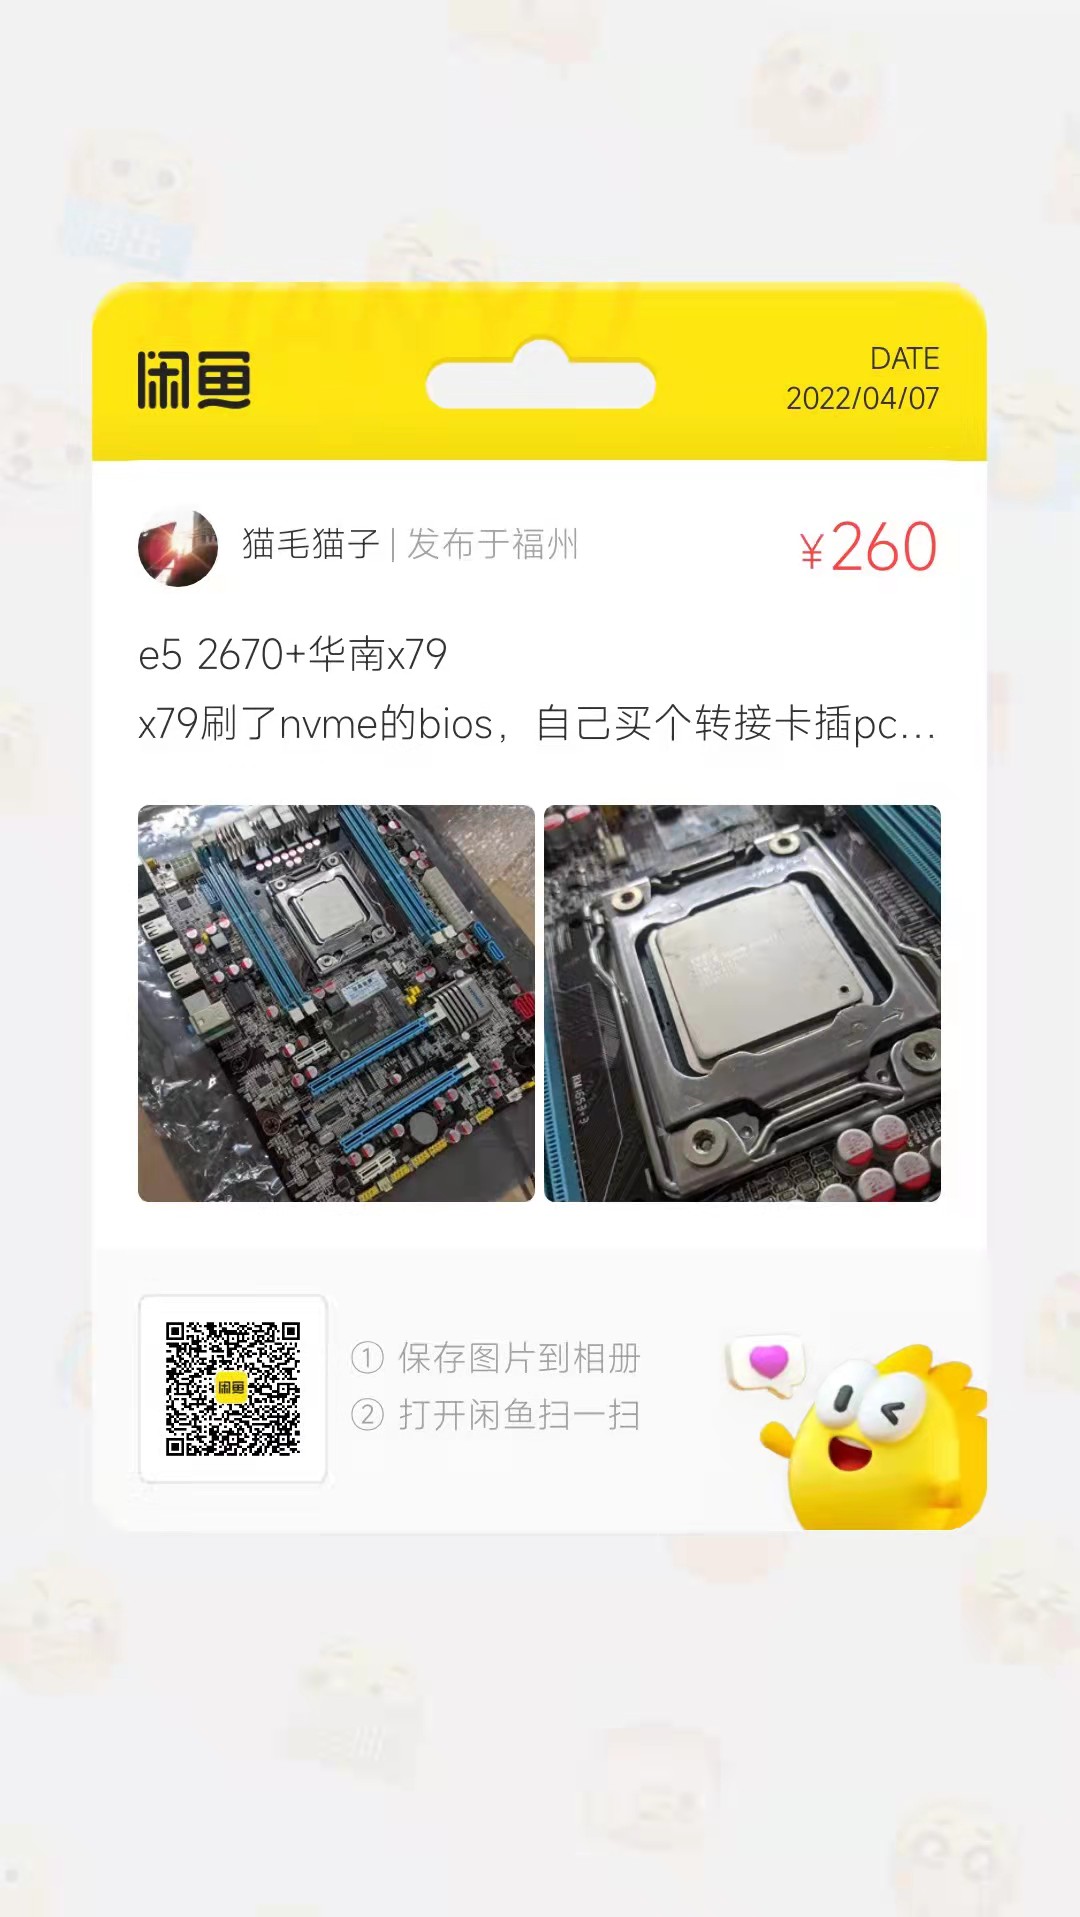 闲鱼
DATE
2022/04/07
猫毛猫子 | 发布于福州
¥260
e5 2670+华南x79
x79刷了nvme的bios，自己买个转接卡插pc...
闲鱼
① 保存图片到相册
② 打开闲鱼扫一扫